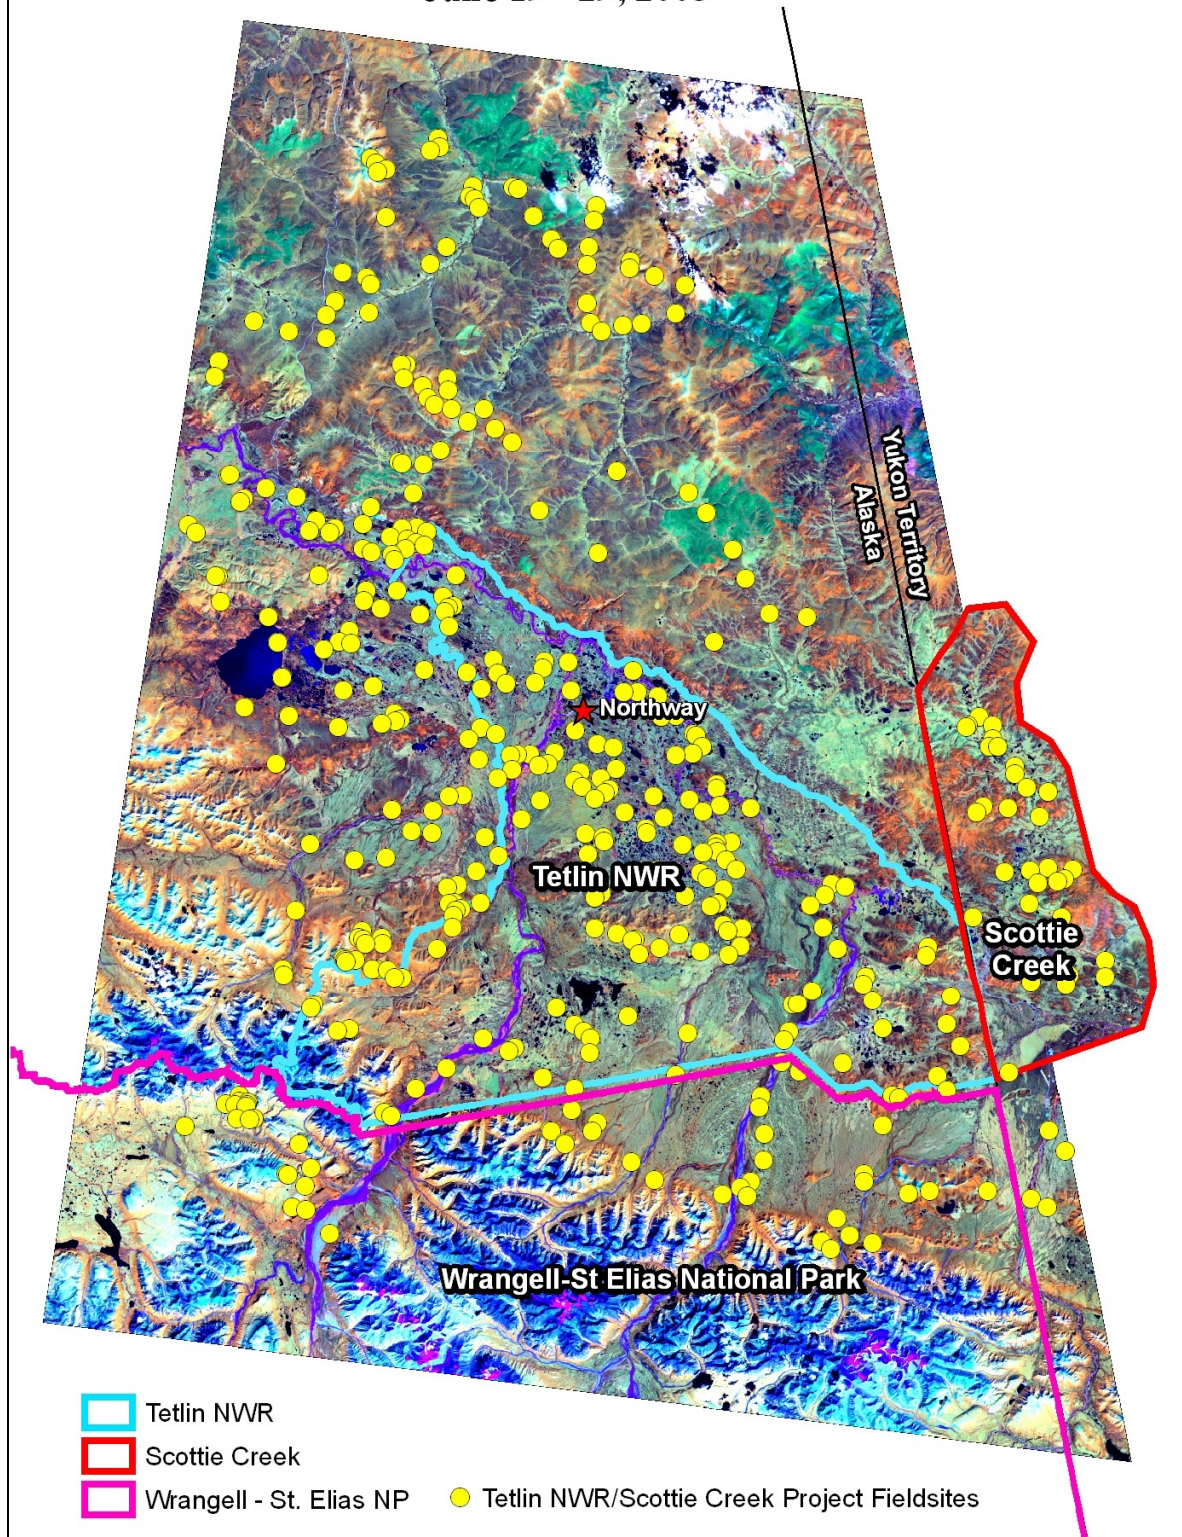 Yukon Territory
Alaska
Northway
Tetlin NWR
Scottie
Creek
Wrangell-St Elias National Park
Tetlin NWR
Scottie Creek
Wrangell - St. Elias NP
Tetlin NWR/Scottie Creek Project Fieldsites